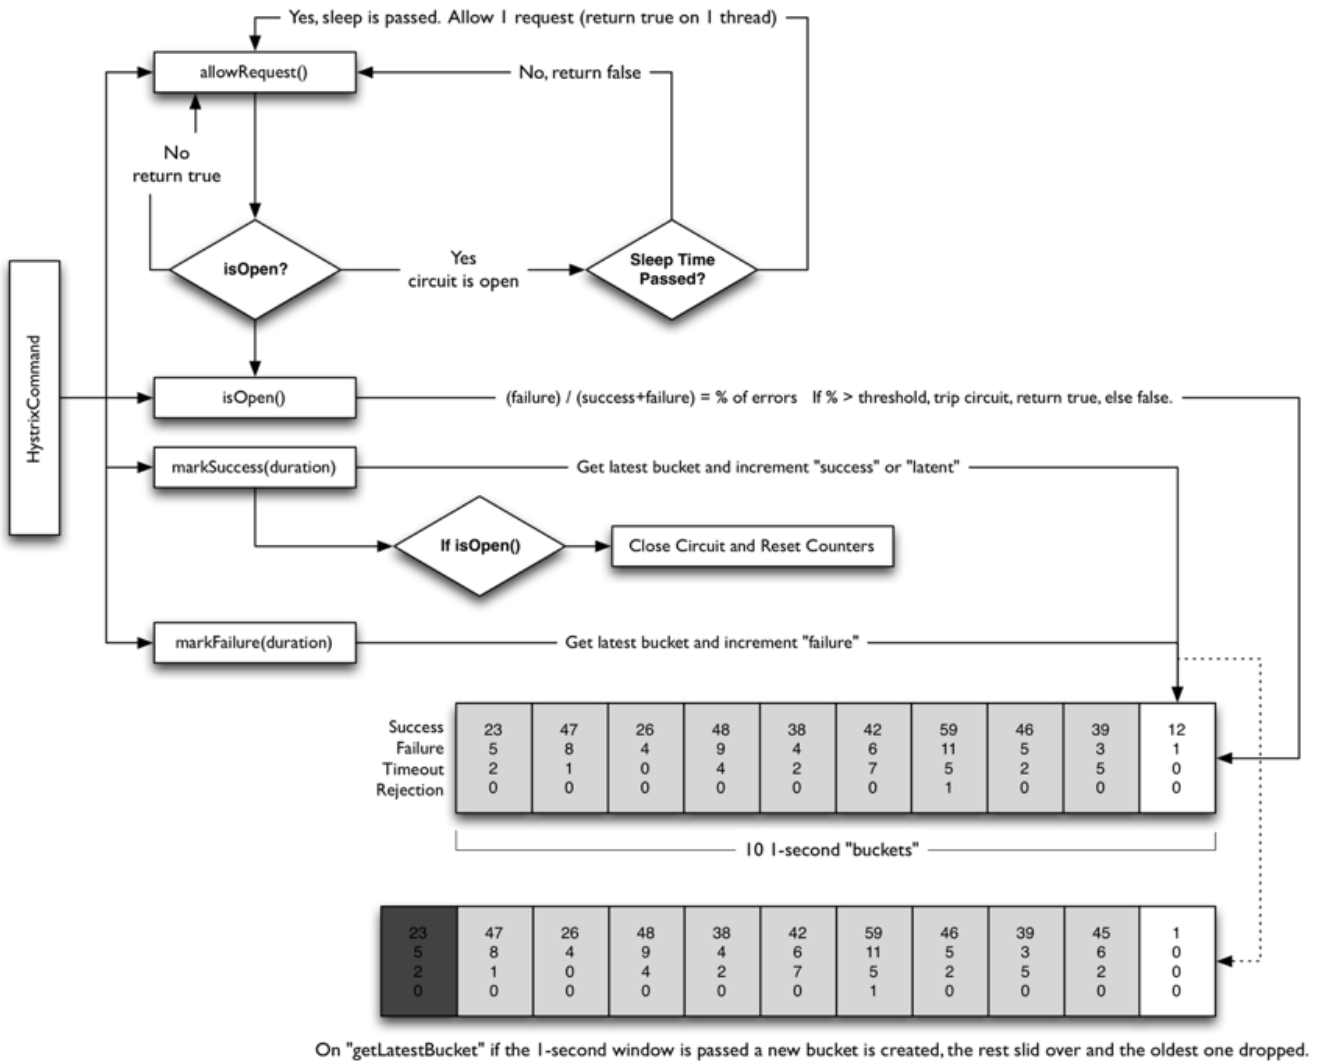 Yes, sleep is passed. Allow 1 request (return true on 1 thread)
allowRequest()
No, return false
No
return true
isOpen?
Yes
circuit is open
Sleep Time
Passed?
HystrixCommand
isOpen()
(failure) / (success+failure) = % of errors If % > threshold, trip circuit, return true, else false.
markSuccess(duration)
Get latest bucket and increment "success" or "latent"
If isOpen()
Close Circuit and Reset Counters
markFailure(duration)
Get latest bucket and increment "failure"
Success 23 47 26 48 38 42 59 46 39 12
Failure 5 8 4 9 4 6 11 5 3 1
Timeout 2 1 0 4 2 7 5 2 5 0
Rejection 0 0 0 0 0 0 1 0 0 0
10 1-second "buckets"
23 47 26 48 38 42 59 46 39 45 1
5 8 4 9 4 6 11 5 3 6 0
2 1 0 4 2 7 5 2 5 2 0
0 0 0 0 0 0 1 0 0 0 0
On "getLatestBucket" if the 1-second window is passed a new bucket is created, the rest slid over and the oldest one dropped.